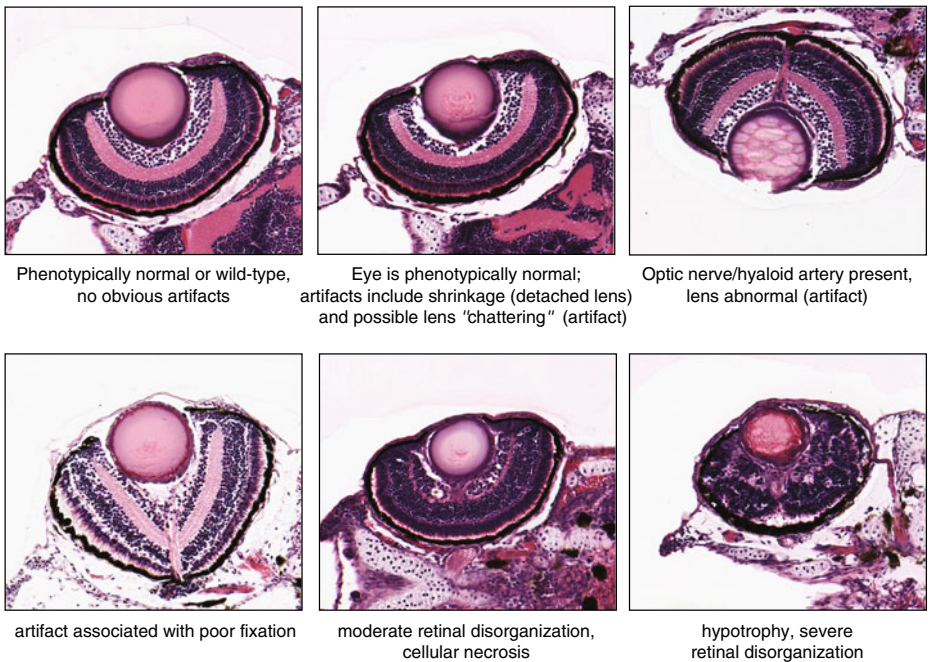 Phenotypically normal or wild-type,
no obvious artifacts
Eye is phenotypically normal;
artifacts include shrinkage (detached lens)
and possible lens "chattering" (artifact)
Optic nerve/hyaloid artery present,
lens abnormal (artifact)
artifact associated with poor fixation
moderate retinal disorganization,
cellular necrosis
hypotrophy, severe
retinal disorganization